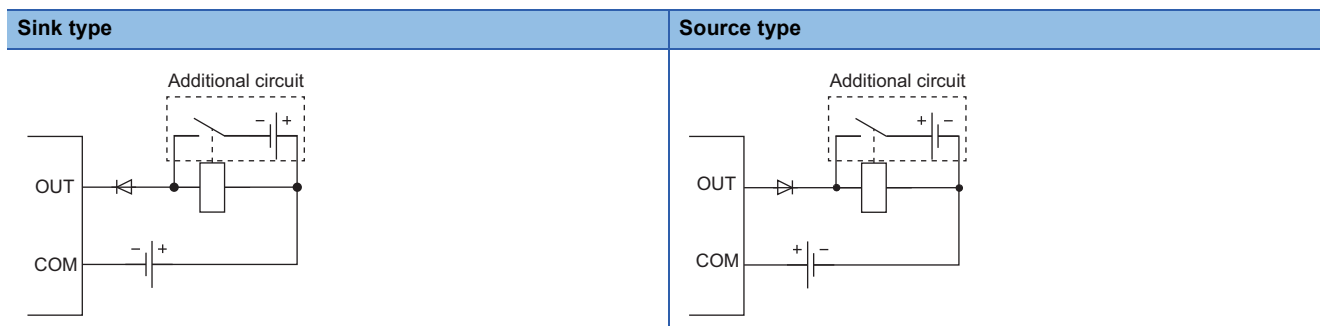 Sink type
Source type
Additional circuit
− +
OUT
− +
COM
Additional circuit
+ −
OUT
+ −
COM